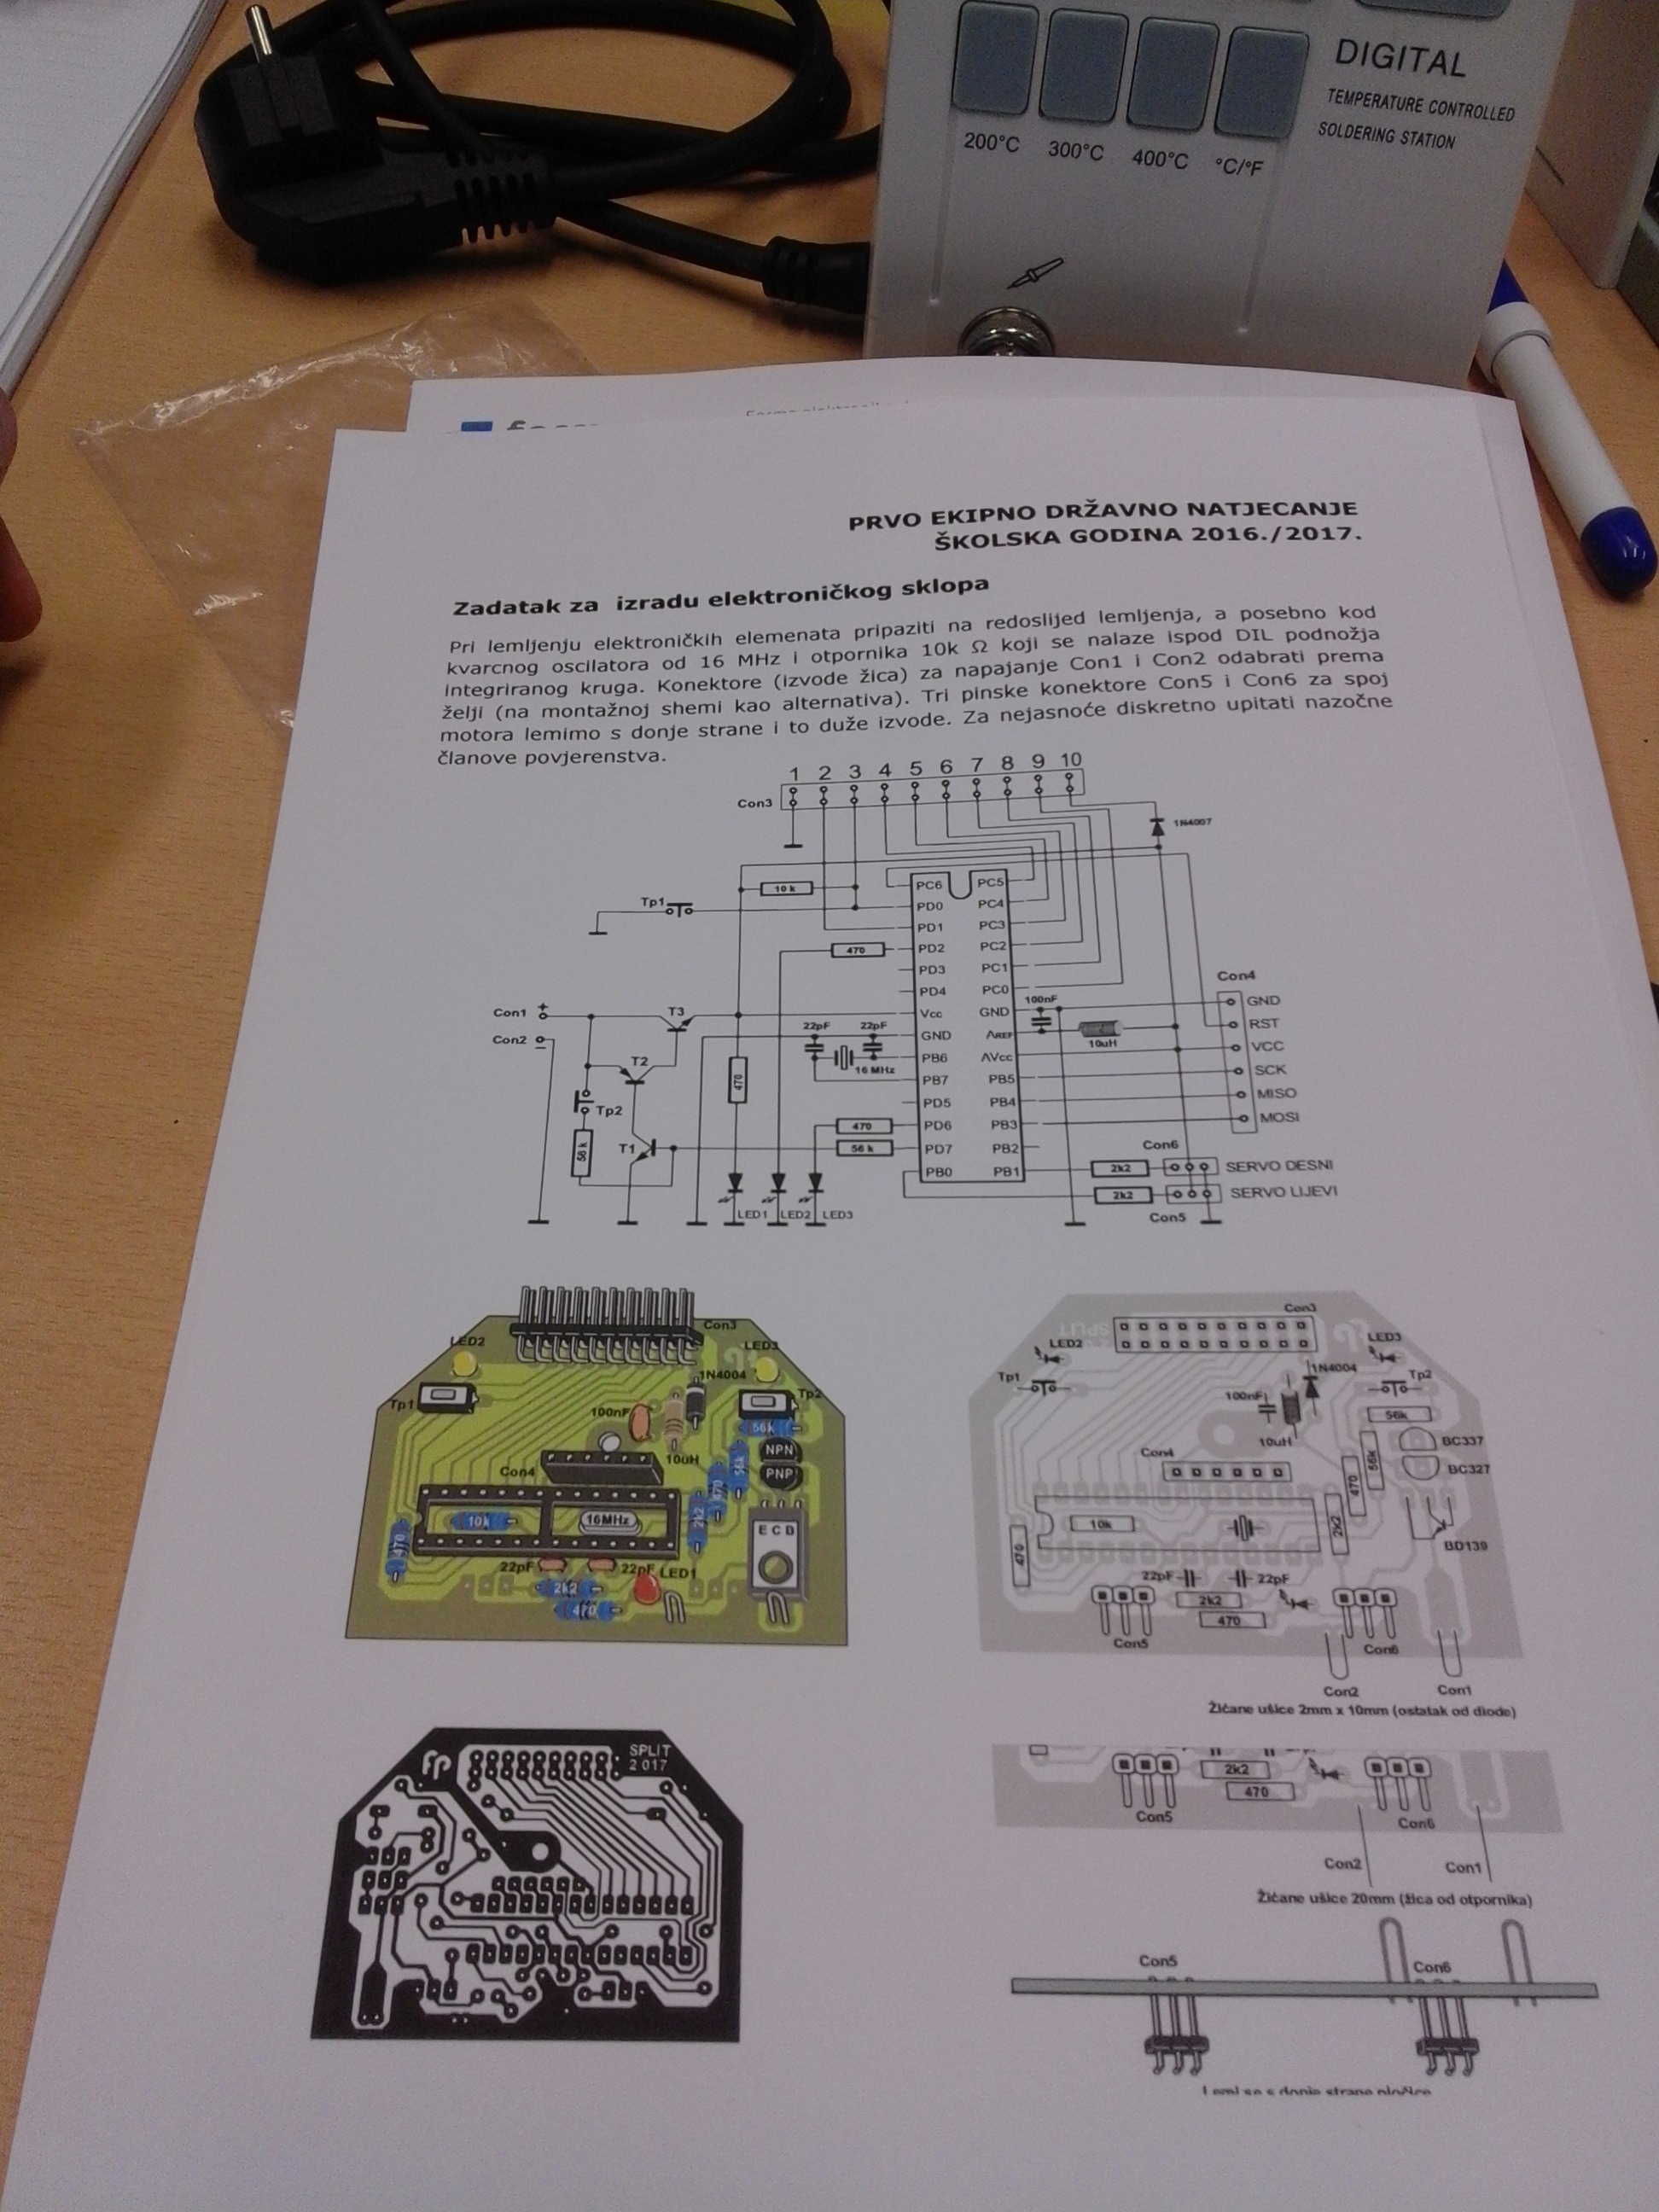 PRVO EKIPNO DRŽAVNO NATJECANJE
ŠKOLSKA GODINA 2016./2017.
Zadatak za izradu elektroničkog sklopa
Pri lemljenju elektroničkih elemenata pripaziti na redoslijed lemljenja, a posebno kod
kvarcnog oscilatora od 16 MHz i otpornika 10k Ω koji se nalaze ispod DIL podnožja
integriranog kruga. Konektore (izvode žica) za napajanje Con1 i Con2 odabrati prema
želji (na montažnoj shemi kao alternativa). Tri pinske konektore Con5 i Con6 za spoj
motora lemimo s donje strane i to duže izvode. Za nejasnoće diskretno upitati nazočne
članove povjerenstva.
Con3
1 2 3 4 5 6 7 8 9 10
1N4007
Tp1
10 k
Con1 +
Con2 –
T3
T2
Tp2
56 k
T1
470
470
22pF
22pF
16 MHz
470
56 k
LED1
LED2
LED3
PC6 PC5
PD0 PC4
PD1 PC3
PD2 PC2
PD3 PC1
PD4 PC0
Vcc GND
GND AREF
PB6 AVcc
PB7 PB5
PD5 PB4
PD6 PB3
PD7 PB2
PB0 PB1
100nF
10uH
2k2
2k2
Con4
GND
RST
VCC
SCK
MISO
MOSI
Con6
SERVO DESNI
Con5
SERVO LIJEVI
LED2
Con3
LED3
Tp1
Tp2
1N4004
100nF
10uH
Con4
470
10k
16MHz
22pF
22pF
2k2
470
LED1
2k2
470
56k
56k
NPN
PNP
E C B
LED2
Con3
LED3
Tp1
Tp2
1N4004
100nF
10uH
Con4
470
10k
22pF
22pF
2k2
470
2k2
470
56k
56k
BC337
BC327
BD139
Con5
Con6
Con2
Con1
Žičane ušice 2mm x 10mm (ostatak od diode)
SPLIT
2017
2k2
470
Con5
Con6
Con2
Con1
Žičane ušice 20mm (žica od otpornika)
Con5
Con6
200°C 300°C 400°C °C/°F
DIGITAL
TEMPERATURE CONTROLLED
SOLDERING STATION